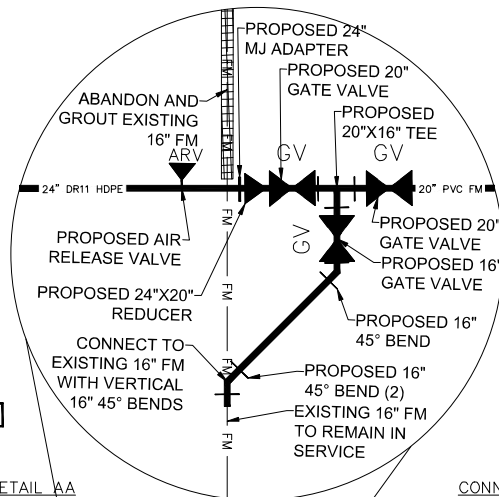 PROPOSED 24"
MJ ADAPTER
PROPOSED 20"
GATE VALVE
ABANDON AND
GROUT EXISTING
16" FM
PROPOSED
20"X16" TEE
FM
FM
ARV
GV
GV
24" DR11 HDPE
20" PVC FM
FM
PROPOSED AIR
RELEASE VALVE
GV
PROPOSED 20"
GATE VALVE
PROPOSED 16"
GATE VALVE
FM
PROPOSED 24"X20"
REDUCER
PROPOSED 16"
45° BEND
CONNECT TO
EXISTING 16" FM
WITH VERTICAL
16" 45° BENDS
FM
PROPOSED 16"
45° BEND (2)
EXISTING 16" FM
TO REMAIN IN
SERVICE
FM
ETAIL AA
CONN